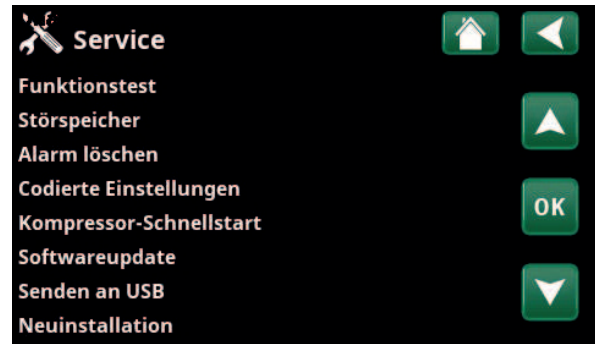 Service
Funktionstest
Störspeicher
Alarm löschen
Codierte Einstellungen
Kompressor-Schnellstart
OK
Softwareupdate
Senden an USB
Neuinstallation